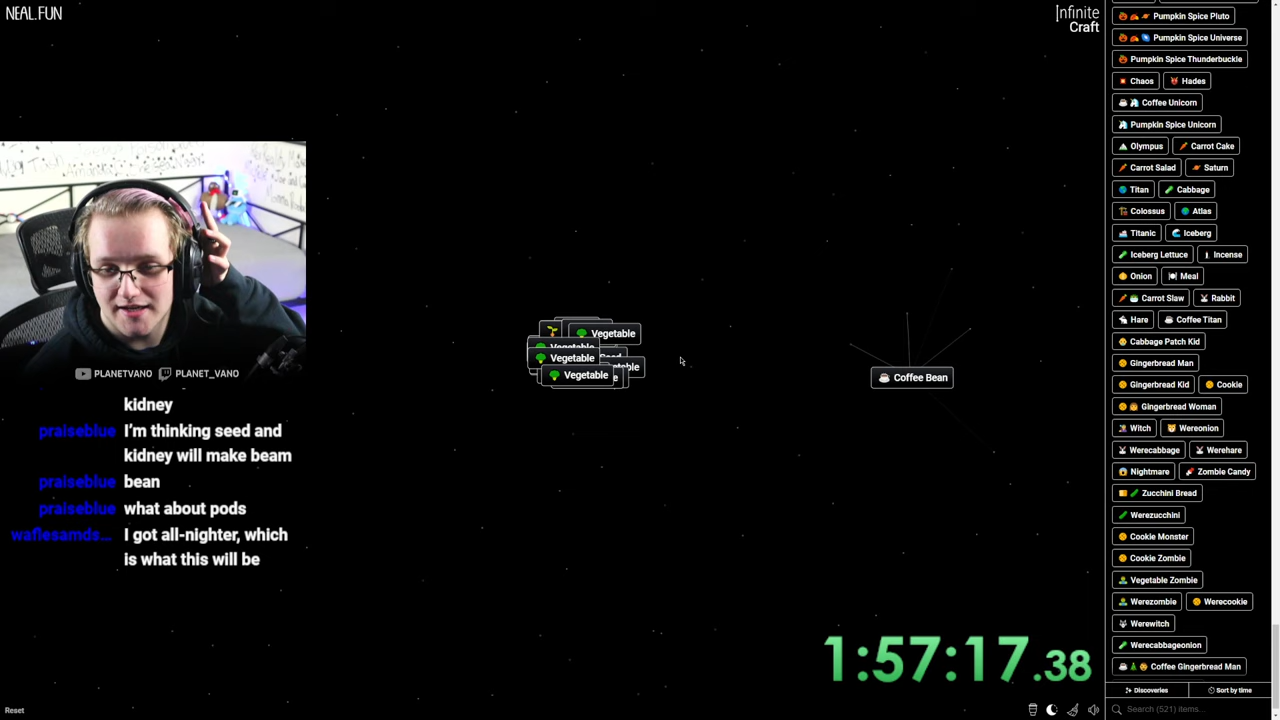 NEAL.FUN
Infinite
Craft
Pumpkin Spice Pluto
Pumpkin Spice Universe
Pumpkin Spice Thunderbuckle
Chaos Hades
Coffee Unicorn
Pumpkin Spice Unicorn
Olympus Carrot Cake
Carrot Salad Saturn
Titan Cabbage
Colossus Atlas
Titanic Iceberg
Iceberg Lettuce Incense
Onion Meal
Carrot Slaw Rabbit
Hare Coffee Titan
Cabbage Patch Kid
Gingerbread Man
Gingerbread Kid Cookie
Gingerbread Woman
Witch Wereonion
Werecabbage Werehare
Nightmare Zombie Candy
Zucchini Bread
Werezucchini
Cookie Monster
Cookie Zombie
Vegetable Zombie
Werezombie Werecookie
Werewitch
Werecabbageonion
Coffee Gingerbread Man
Discoveries Sort by time
Search (521) items...
Vegetable
Vegetable
Vegetable
Coffee Bean
PLANETVANO PLANET_VANO
kidney
praiseblue I'm thinking seed and
kidney will make beam
praiseblue bean
praiseblue what about pods
waflesamds... I got all-nighter, which
is what this will be
1:57:17.38
Reset